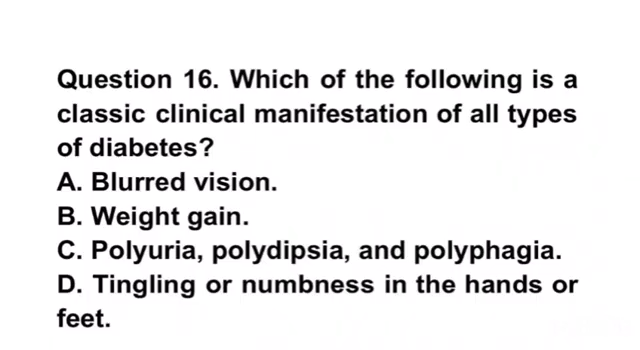 Question 16. Which of the following is a
classic clinical manifestation of all types
of diabetes?
A. Blurred vision.
B. Weight gain.
C. Polyuria, polydipsia, and polyphagia.
D. Tingling or numbness in the hands or
feet.